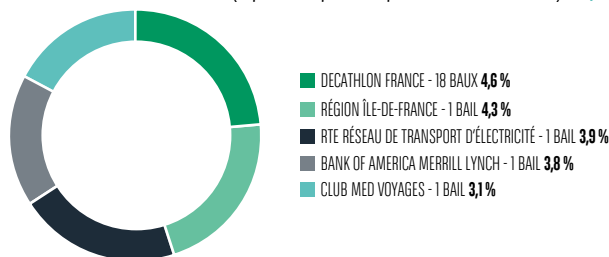 DECATHLON FRANCE - 18 BAUX 4,6 %
RÉGION ÎLE-DE-FRANCE - 1 BAIL 4,3 %
RTE RÉSEAU DE TRANSPORT D'ÉLECTRICITÉ - 1 BAIL 3,9 %
BANK OF AMERICA MERRILL LYNCH - 1 BAIL 3,8 %
CLUB MED VOYAGES - 1 BAIL 3,1 %